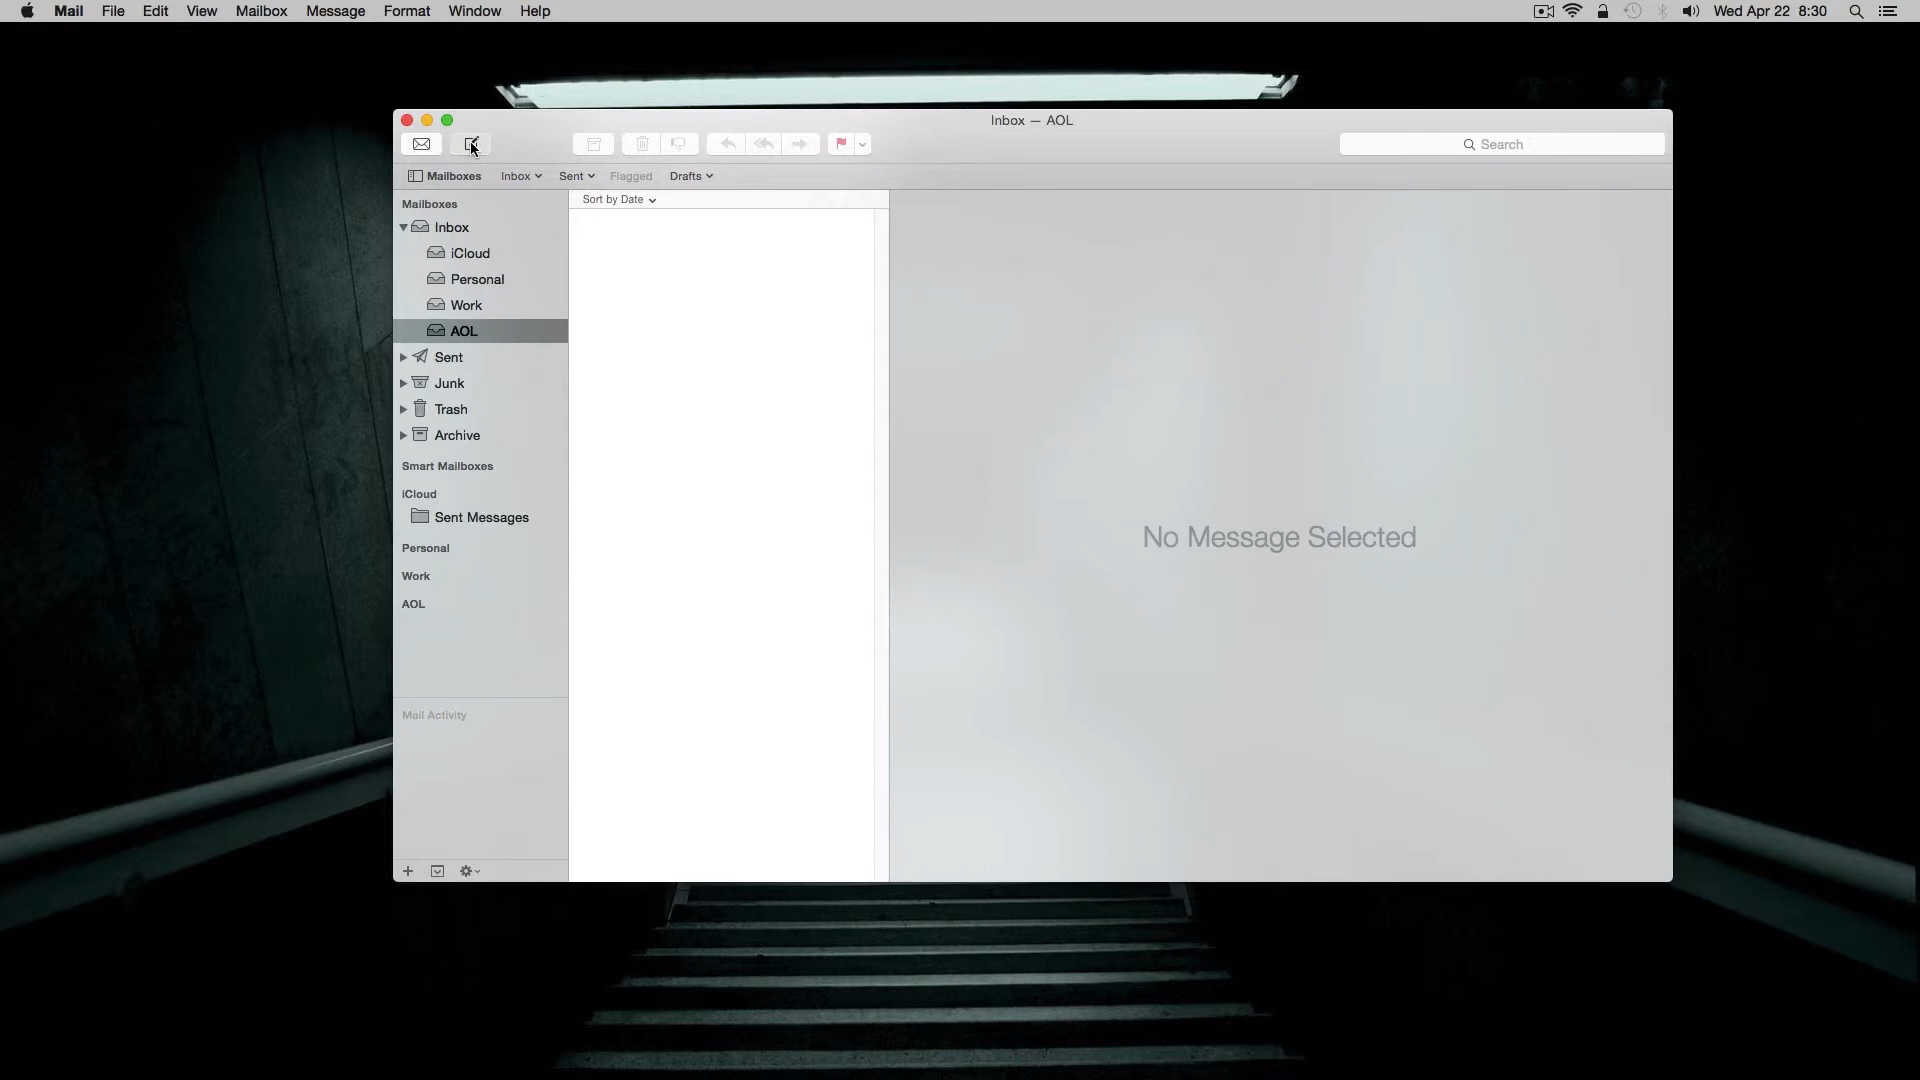 Mail File Edit View Mailbox Message Format Window Help Wed Apr 22 8:30
Inbox — AOL
Search
Mailboxes Inbox Sent Flagged Drafts
Mailboxes
Inbox
iCloud
Personal
Work
AOL
Sent
Junk
Trash
Archive
Smart Mailboxes
iCloud
Sent Messages
Personal
Work
AOL
Mail Activity
Sort by Date
No Message Selected